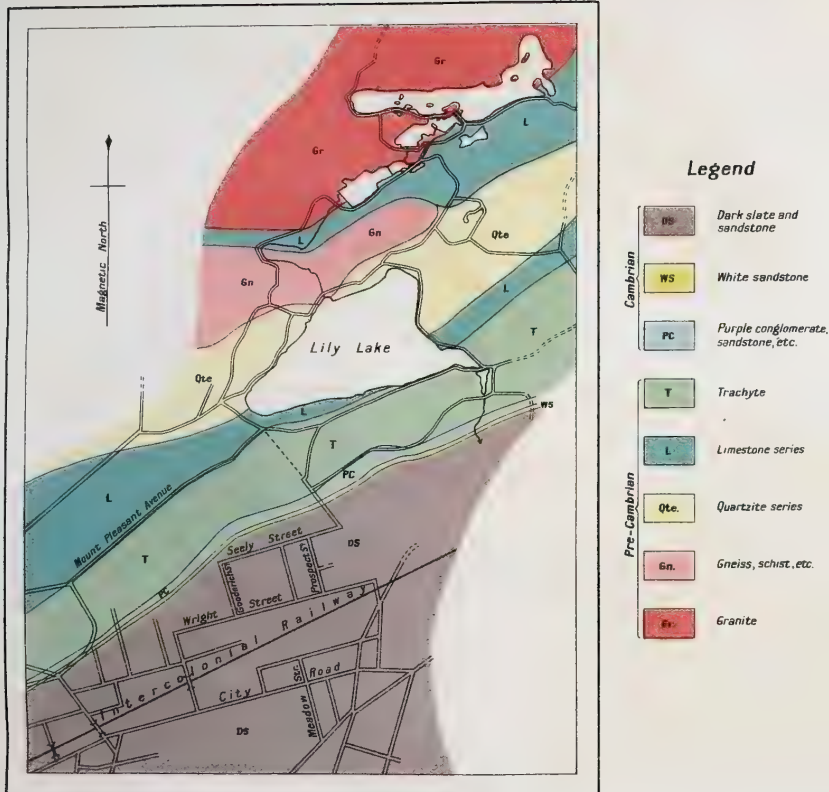 Gr
Gr
L
Magnetic North
Gn
L
Qte
Gn
L
T
Lily Lake
Qte
L
WS
T
L
PC
Mount Pleasant Avenue
Seely Street
DS
T
Goodrich St
Prospect St
PC
Wright Street
Intercolonial Railway
City Road
Meadow Str.
DS
Legend
Cambrian
DS Dark slate and
sandstone
WS White sandstone
PC Purple conglomerate,
sandstone, etc.
Pre-Cambrian
T Trachyte
L Limestone series
Qte. Quartzite series
Gn. Gneiss, schist, etc.
Gr. Granite